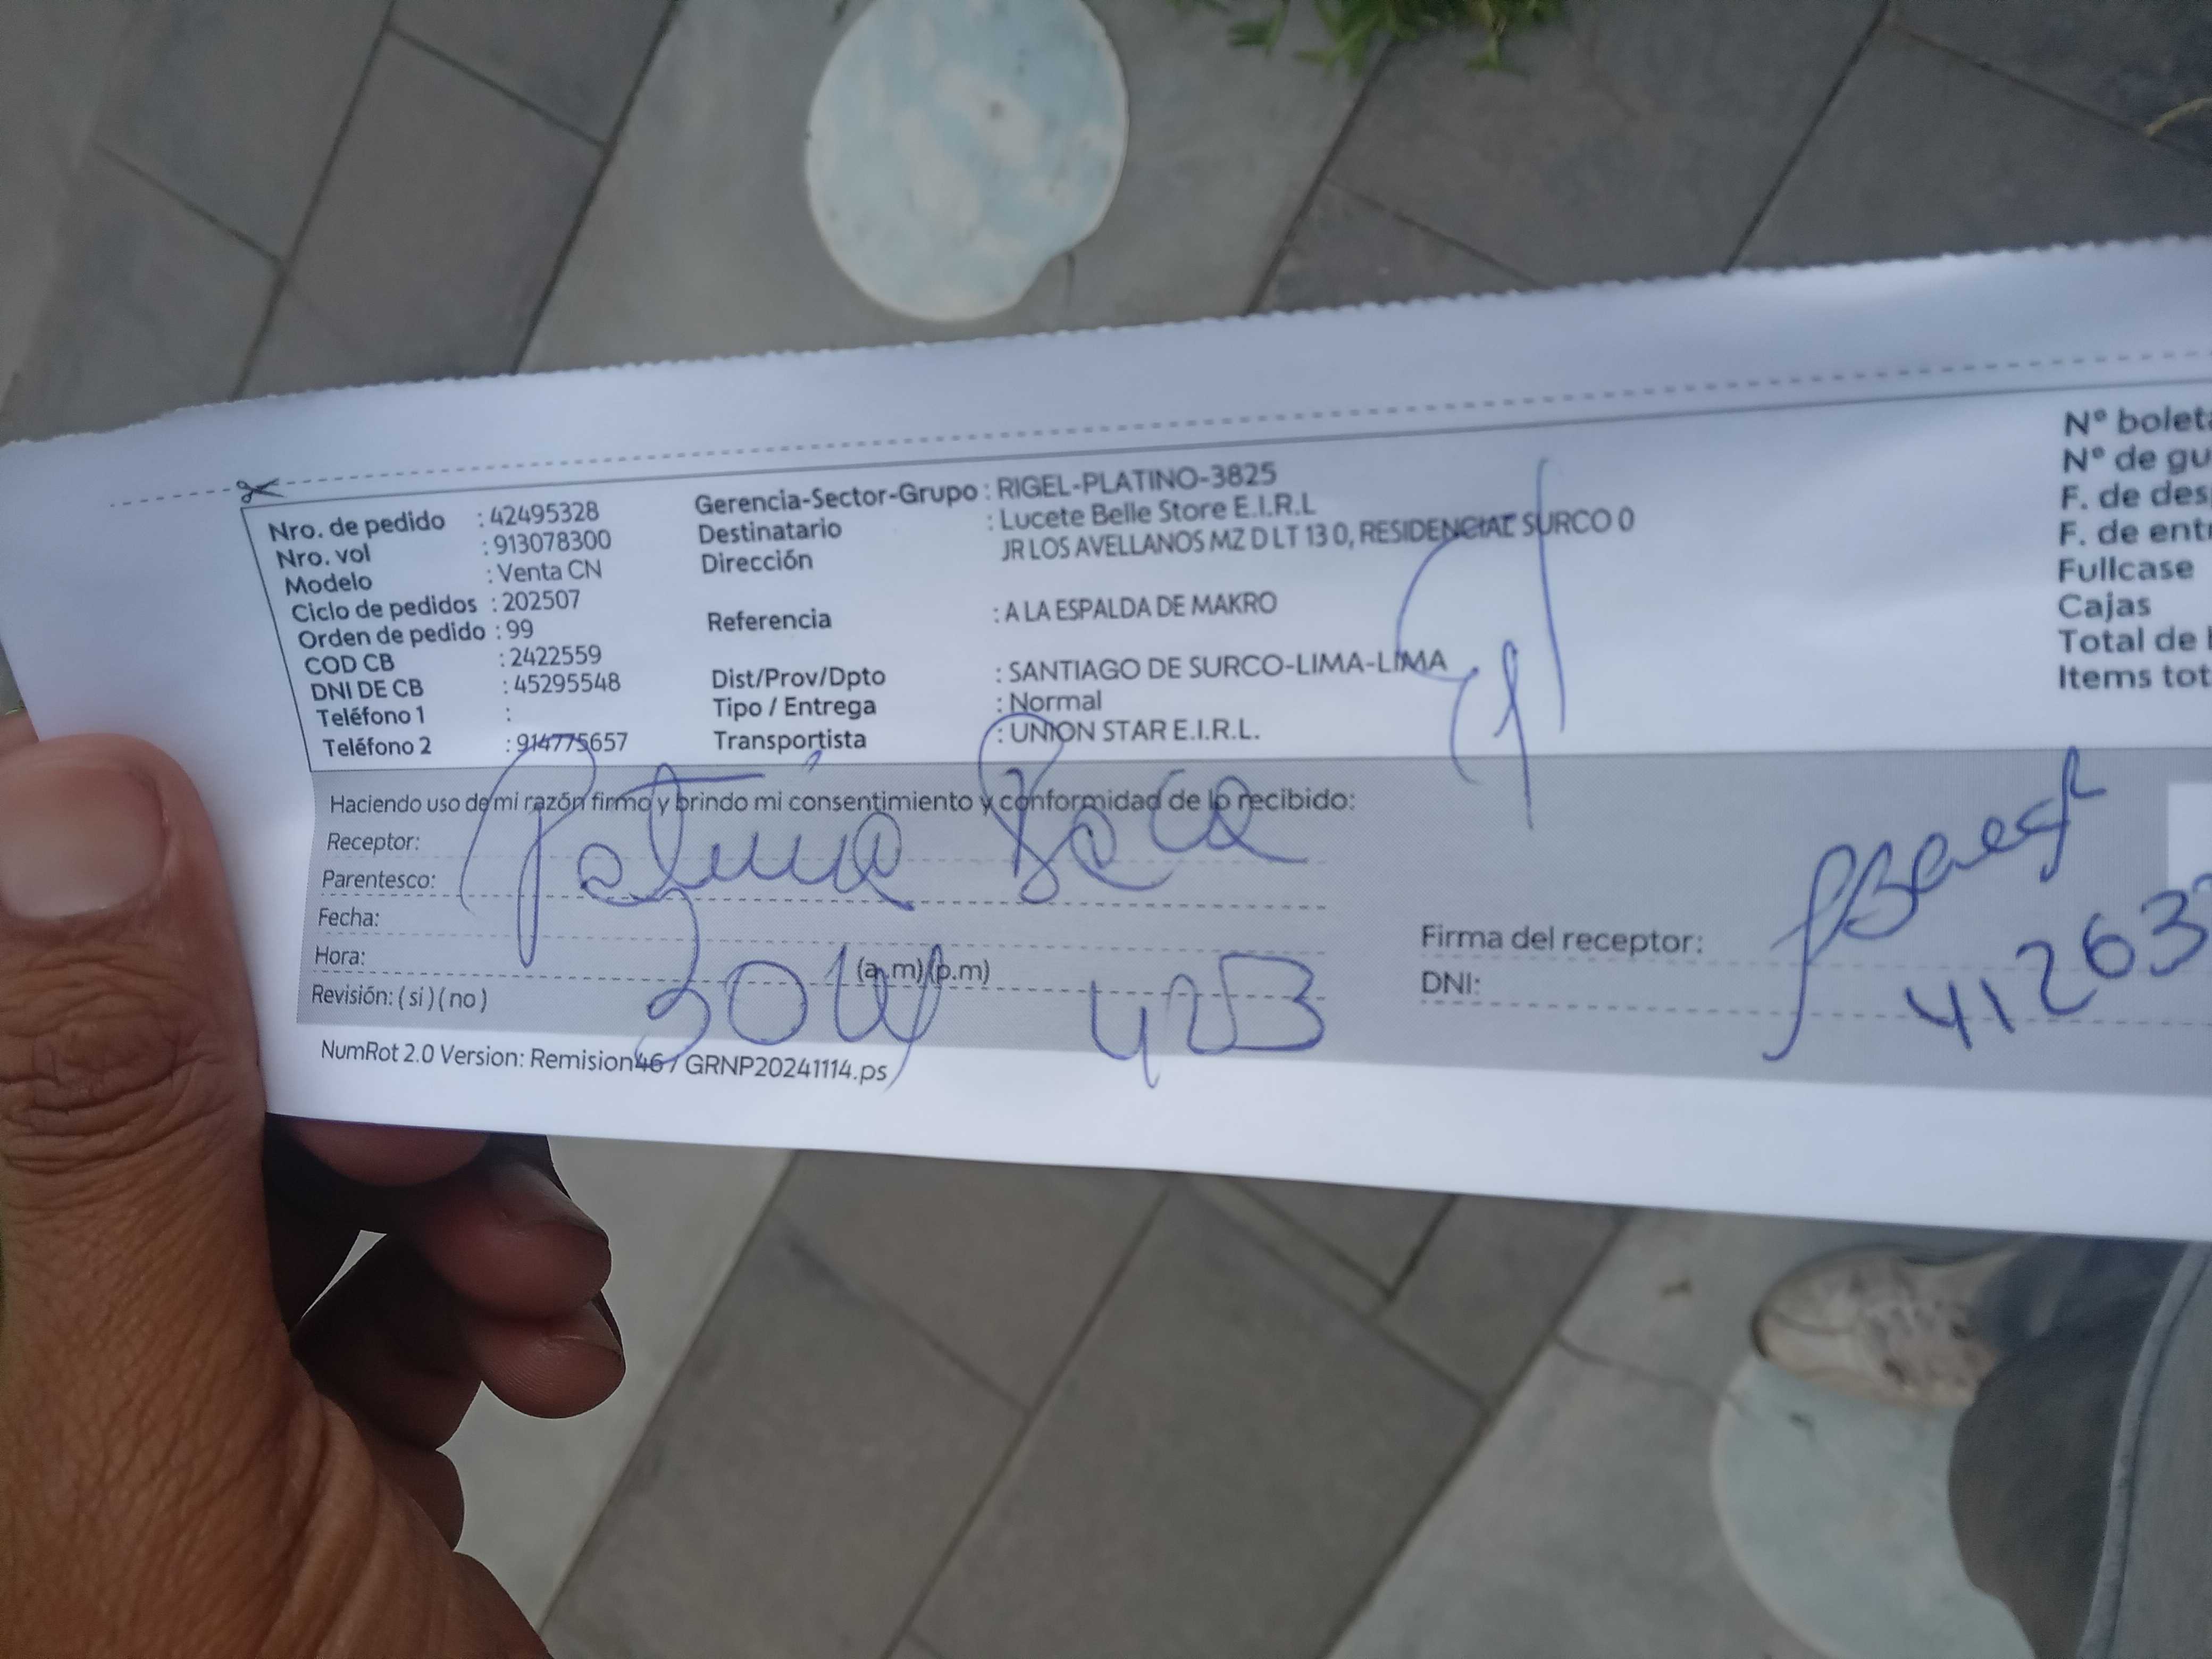 Nro. de pedido : 42495328
Nro. vol : 913078300
Modelo : Venta CN
Ciclo de pedidos : 202507
Orden de pedido : 99
COD CB : 2422559
DNI DE CB : 45295548
Teléfono 1 :
Teléfono 2 : 914775657
Gerencia-Sector-Grupo : RIGEL-PLATINO-3825
Destinatario : Lucete Belle Store E.I.R.L
Dirección JR LOS AVELLANOS MZ D LT 13 0, RESIDENCIAL SURCO 0
Referencia : A LA ESPALDA DE MAKRO
Dist/Prov/Dpto : SANTIAGO DE SURCO-LIMA-LIMA
Tipo / Entrega : Normal
Transportista : UNION STAR E.I.R.L.
Nº boleta
Nº de gu
F. de des
F. de ent
Fullcase
Cajas
Total de
Items tot
Haciendo uso de mi razón firmo y brindo mi consentimiento y conformidad de lo recibido:
Receptor:
Parentesco:
Fecha:
Hora: (a.m)(p.m)
Revisión: ( si ) ( no )
Firma del receptor:
DNI: 41263
NumRot 2.0 Version: Remision46 / GRNP20241114.ps